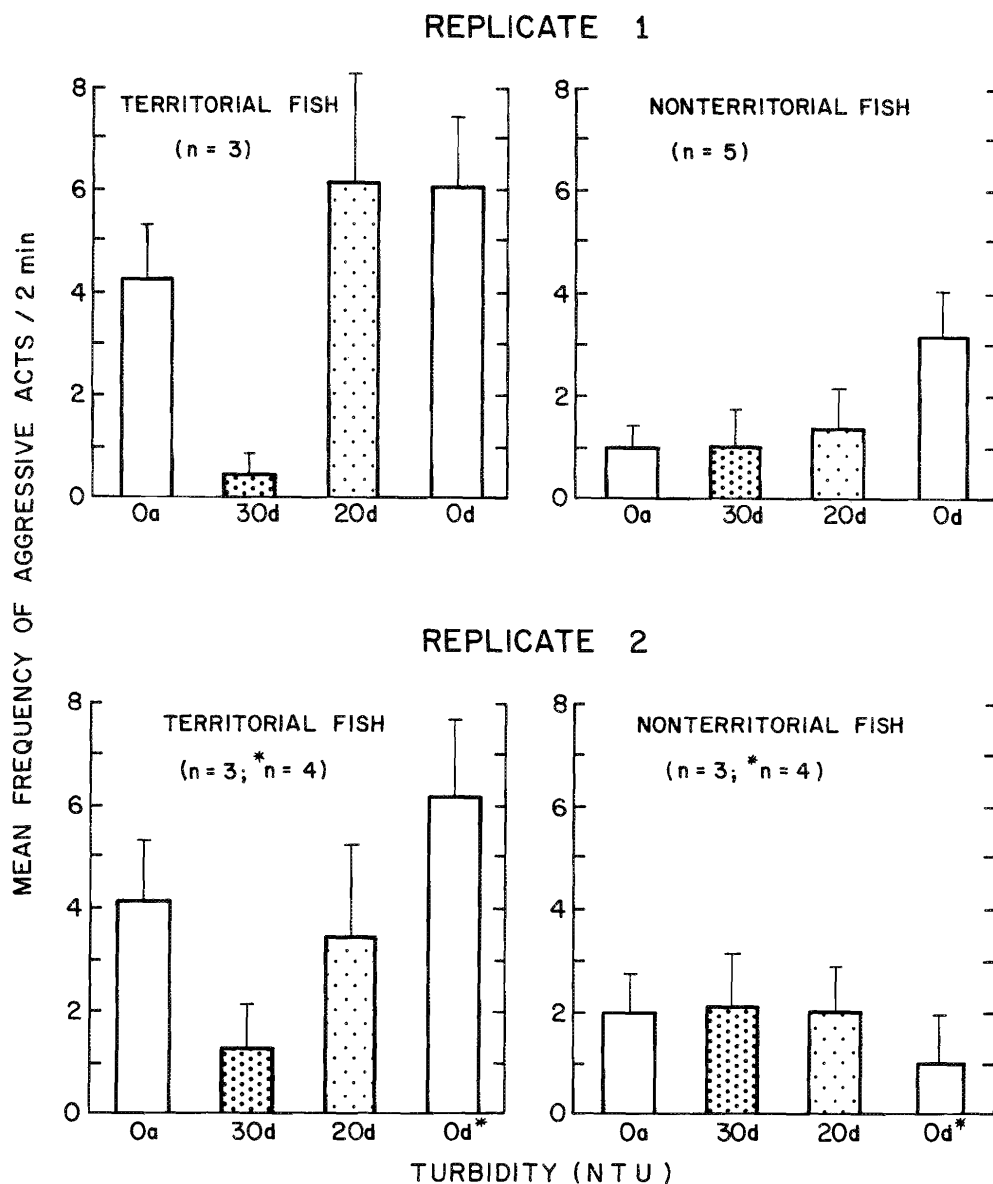 REPLICATE 1
MEAN FREQUENCY OF AGGRESSIVE ACTS / 2 min
TERRITORIAL FISH
(n = 3)
8
6
4
2
0
0a 30d 20d 0d
NONTERRITORIAL FISH
(n = 5)
8
6
4
2
0
0a 30d 20d 0d
REPLICATE 2
TERRITORIAL FISH
(n=3; *n=4)
8
6
4
2
0
0a 30d 20d 0d*
NONTERRITORIAL FISH
(n=3; *n=4)
8
6
4
2
0
0a 30d 20d 0d*
TURBIDITY (NTU)